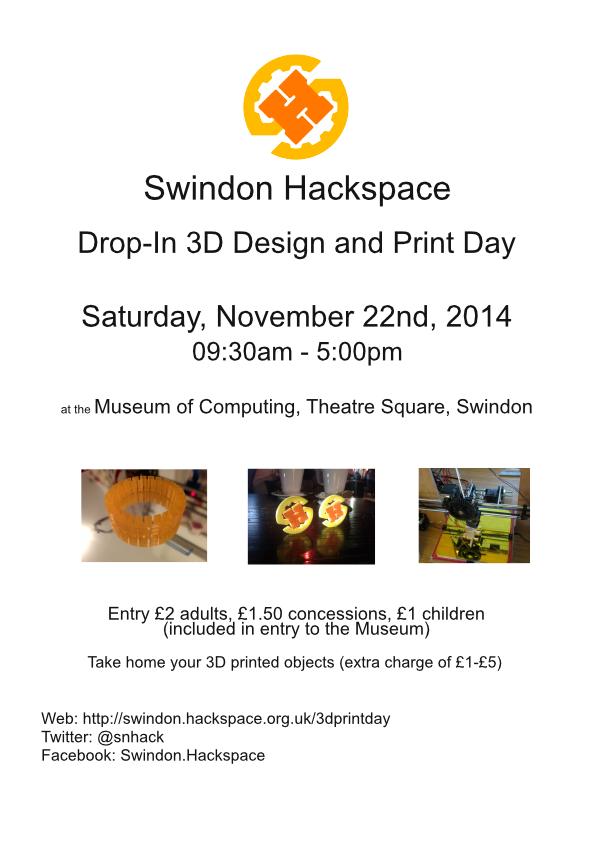 Swindon Hackspace
Drop-In 3D Design and Print Day
Saturday, November 22nd, 2014
09:30am - 5:00pm
at the Museum of Computing, Theatre Square, Swindon
Entry £2 adults, £1.50 concessions, £1 children
(included in entry to the Museum)
Take home your 3D printed objects (extra charge of £1-£5)
Web: http://swindon.hackspace.org.uk/3dprintday
Twitter: @snhack
Facebook: Swindon.Hackspace